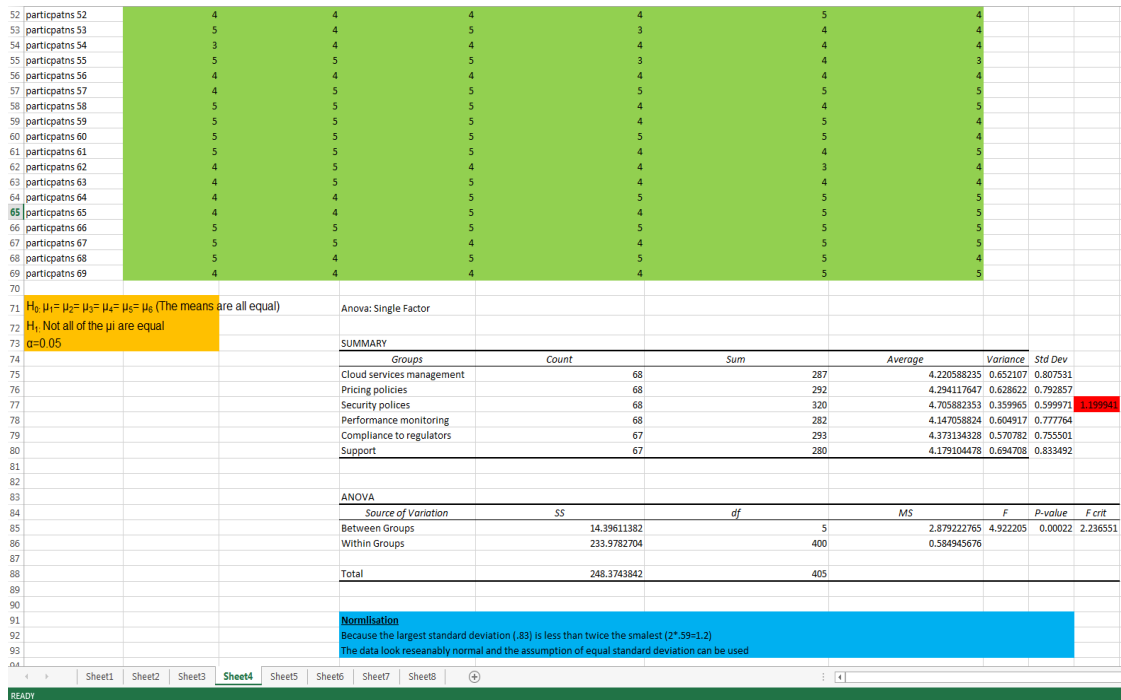 52 particpatns 52 4 4 4 4 5 4
53 particpatns 53 5 4 5 3 4 4
54 particpatns 54 3 4 4 4 4 4
55 particpatns 55 5 5 5 3 4 3
56 particpatns 56 4 4 4 4 4 4
57 particpatns 57 4 5 5 5 5 4
58 particpatns 58 5 5 5 4 4 5
59 particpatns 59 5 5 5 4 5 4
60 particpatns 60 5 5 5 4 5 5
61 particpatns 61 5 5 5 4 4 5
62 particpatns 62 4 5 4 4 3 4
63 particpatns 63 4 5 5 4 4 4
64 particpatns 64 4 4 5 5 5 5
65 particpatns 65 4 4 5 4 5 5
66 particpatns 66 5 5 5 5 5 5
67 particpatns 67 5 5 4 5 5 5
68 particpatns 68 5 4 5 5 5 4
69 particpatns 69 4 4 4 4 5 5
70
71 H₀: μ₁= μ₂= μ₃= μ₄= μ₅= μ₆ (The means are all equal) Anova: Single Factor
72 H₁: Not all of the μi are equal
73 α=0.05 SUMMARY
74 Groups Count Sum Average Variance Std Dev
75 Cloud services management 68 287 4.220588235 0.652107 0.807531
76 Pricing policies 68 292 4.294117647 0.628622 0.792857
77 Security polices 68 320 4.705882353 0.359965 0.599971 1.199941
78 Performance monitoring 68 282 4.147058824 0.604917 0.777764
79 Compliance to regulators 67 293 4.373134328 0.570782 0.755501
80 Support 67 280 4.179104478 0.694708 0.833492
81
82
83 ANOVA
84 Source of Variation SS df MS F P-value F crit
85 Between Groups 14.39611382 5 2.879222765 4.922205 0.00022 2.236551
86 Within Groups 233.9782704 400 0.584945676
87
88 Total 248.3743842 405
89
90
91 Normlisation
92 Because the largest standard deviation (.83) is less than twice the smalest (2*.59=1.2)
93 The data look reseanably normal and the assumption of equal standard deviation can be used
94
Sheet1 Sheet2 Sheet3 Sheet4 Sheet5 Sheet6 Sheet7 Sheet8
READY